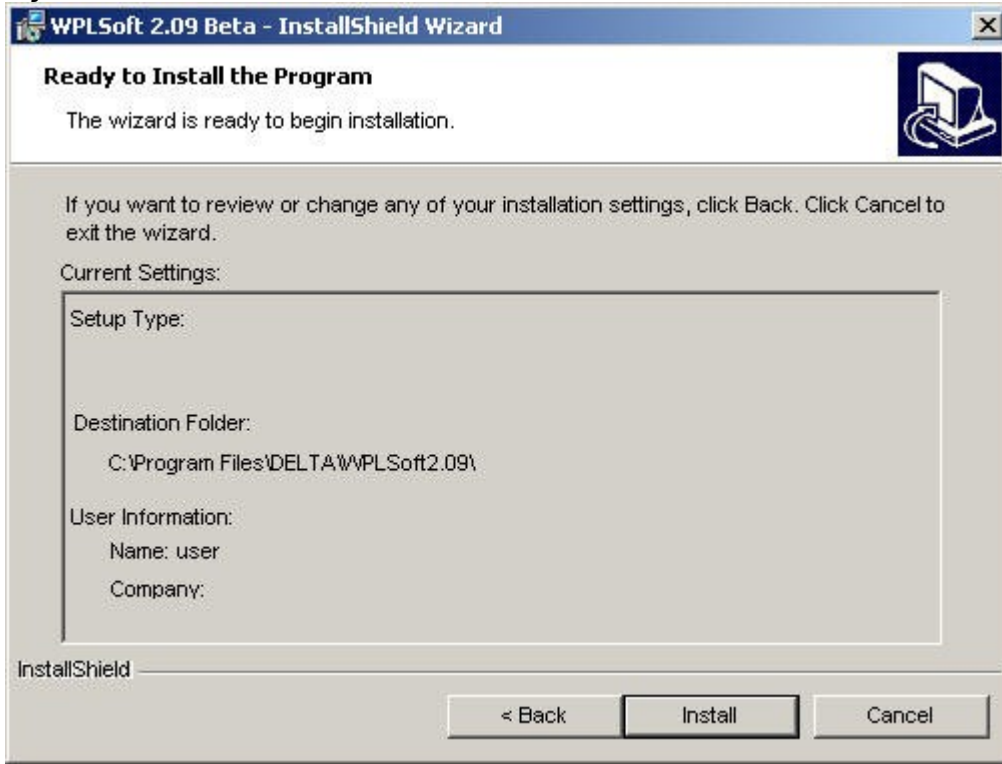 WPLSoft 2.09 Beta - InstallShield Wizard
Ready to Install the Program
The wizard is ready to begin installation.
If you want to review or change any of your installation settings, click Back. Click Cancel to
exit the wizard.
Current Settings:
Setup Type:
Destination Folder:
C:\Program Files\DELTA\WPLSoft2.09\
User Information:
Name: user
Company:
InstallShield
< Back
Install
Cancel